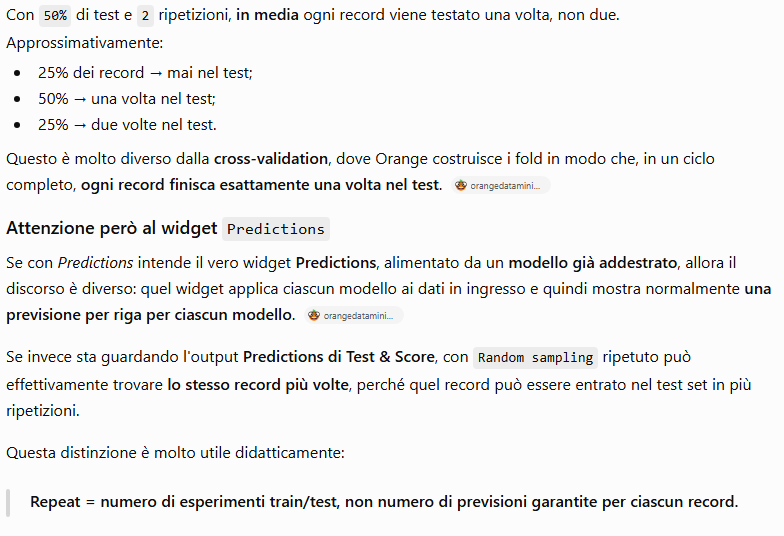 Con 50% di test e 2 ripetizioni, in media ogni record viene testato una volta, non due.
Approssimativamente:
• 25% dei record → mai nel test;
• 50% → una volta nel test;
• 25% → due volte nel test.
Questo è molto diverso dalla cross-validation, dove Orange costruisce i fold in modo che, in un ciclo
completo, ogni record finisca esattamente una volta nel test. orangedatamini...
Attenzione però al widget Predictions
Se con Predictions intende il vero widget Predictions, alimentato da un modello già addestrato, allora il
discorso è diverso: quel widget applica ciascun modello ai dati in ingresso e quindi mostra normalmente una
previsione per riga per ciascun modello. orangedatamini...
Se invece sta guardando l'output Predictions di Test & Score, con Random sampling ripetuto può
effettivamente trovare lo stesso record più volte, perché quel record può essere entrato nel test set in più
ripetizioni.
Questa distinzione è molto utile didatticamente:
Repeat = numero di esperimenti train/test, non numero di previsioni garantite per ciascun record.